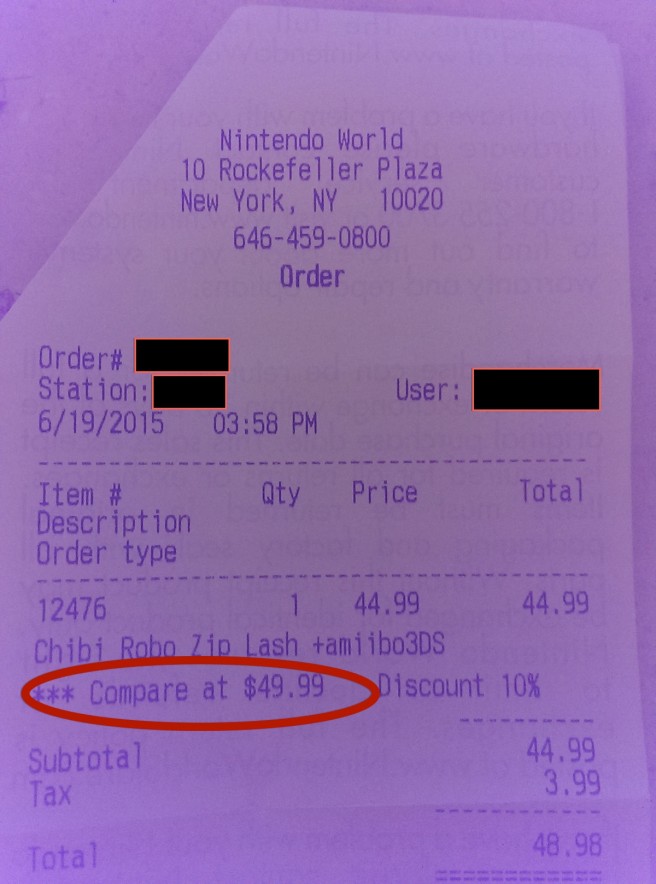 Nintendo World
10 Rockefeller Plaza
New York, NY 10020
646-459-0800
Order
Order#
Station: User:
6/19/2015 03:58 PM
Item # Qty Price Total
Description
Order type
12476 1 44.99 44.99
Chibi Robo Zip Lash +amiibo3DS
*** Compare at $49.99 Discount 10%
Subtotal 44.99
Tax 3.99
Total 48.98